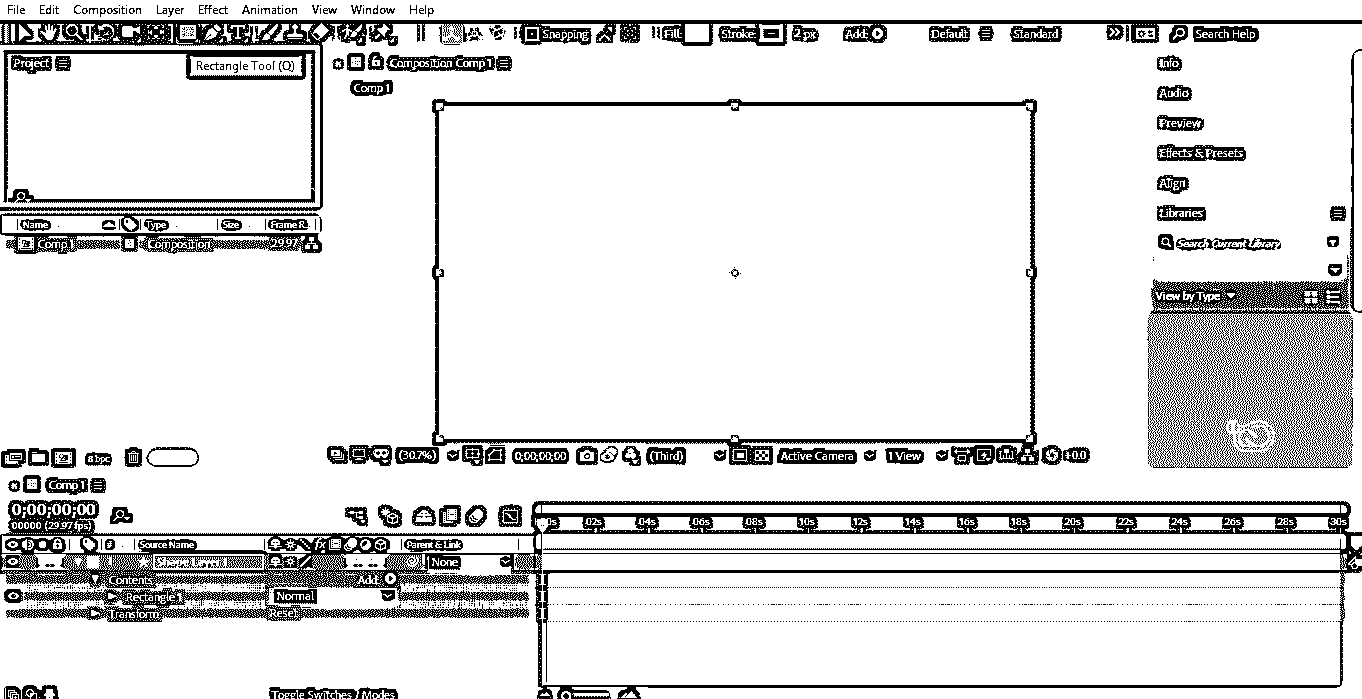 File Edit Composition Layer Effect Animation View Window Help
Snapping Fill: Stroke: 2 px Add: Default Standard Search Help
Project
Rectangle Tool (Q)
Composition Comp 1
Comp 1
Info
Audio
Preview
Effects & Presets
Align
Libraries
Search Current Library
View by Type
Name Type Size Frame R..
Comp 1 Composition 29.97
8 bpc
(30.7%) 0;00;00;00 (Third) Active Camera 1 View +0.0
Comp 1
0;00;00;00
00000 (29.97 fps)
02s 04s 06s 08s 10s 12s 14s 16s 18s 20s 22s 24s 26s 28s 30s
# Source Name Parent & Link
1 Shape Layer 1 None
Contents Add:
Rectangle 1 Normal
Transform Reset
Toggle Switches / Modes